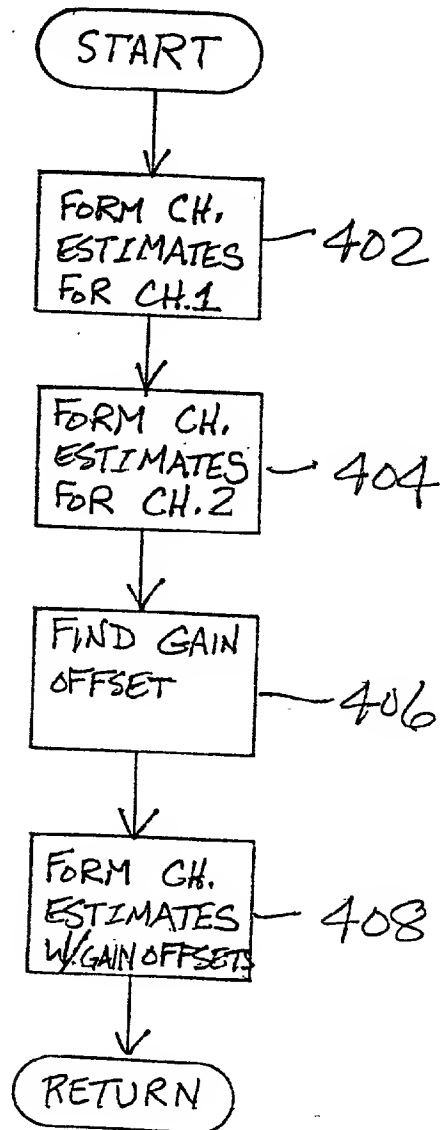 START
FORM CH.
ESTIMATES
FOR CH.1
402
FORM CH.
ESTIMATES
FOR CH.2
404
FIND GAIN
OFFSET
406
FORM CH.
ESTIMATES
W/GAIN OFFSETS
408
RETURN